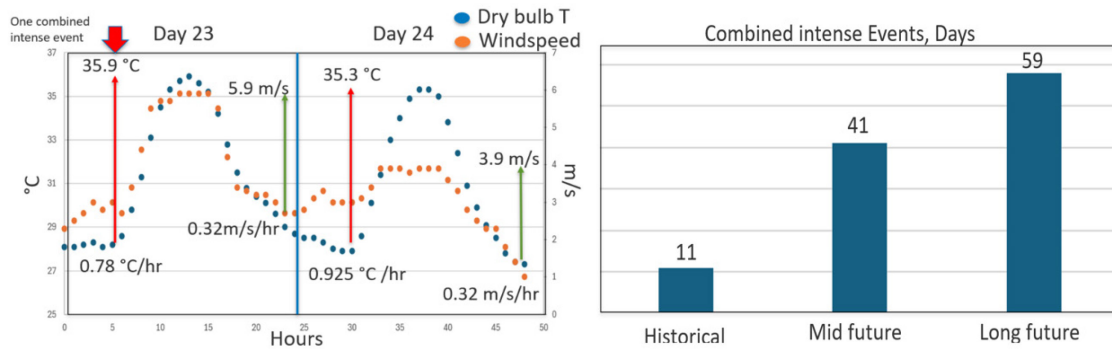 One combined
intense event
Day 23
Day 24
Dry bulb T
Windspeed
37
35
33
31
29
27
25
°C
35.9 °C
5.9 m/s
35.3 °C
3.9 m/s
0.32m/s/hr
0.78 °C/hr
0.925 °C /hr
0.32 m/s/hr
7
6
5
4
3
2
1
0
m/s
0 5 10 15 20 25 30 35 40 45 50
Hours
Combined intense Events, Days
11
41
59
Historical Mid future Long future